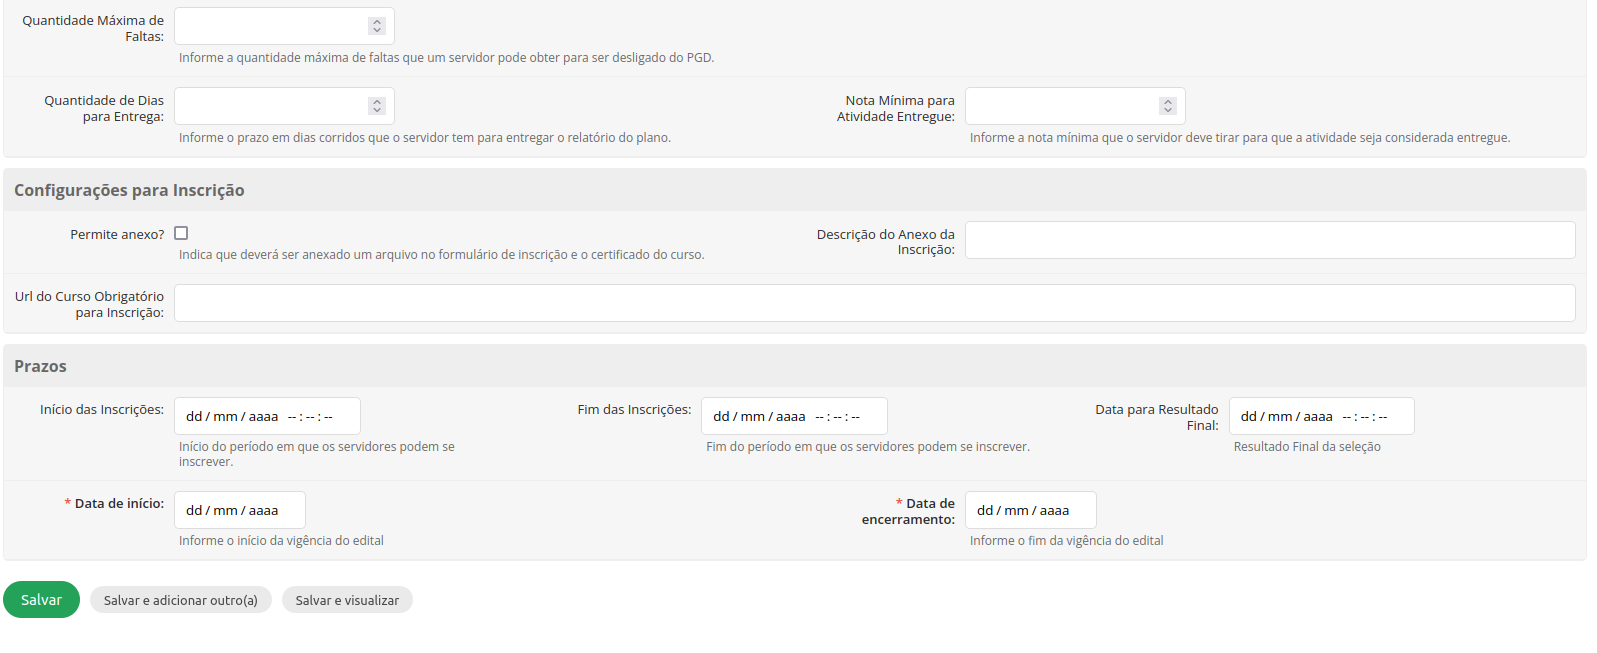 Quantidade Máxima de
Faltas:
Informe a quantidade máxima de faltas que um servidor pode obter para ser desligado do PGD.
Quantidade de Dias
para Entrega:
Informe o prazo em dias corridos que o servidor tem para entregar o relatório do plano.
Nota Mínima para
Atividade Entregue:
Informe a nota mínima que o servidor deve tirar para que a atividade seja considerada entregue.
Configurações para Inscrição
Permite anexo?
Indica que deverá ser anexado um arquivo no formulário de inscrição e o certificado do curso.
Descrição do Anexo da
Inscrição:
Url do Curso Obrigatório
para Inscrição:
Prazos
Início das Inscrições:
dd / mm / aaaa -- : -- : --
Início do período em que os servidores podem se
inscrever.
Fim das Inscrições:
dd / mm / aaaa -- : -- : --
Fim do período em que os servidores podem se inscrever.
Data para Resultado
Final:
dd / mm / aaaa -- : -- : --
Resultado Final da seleção
* Data de início:
dd / mm / aaaa
Informe o início da vigência do edital
* Data de
encerramento:
dd / mm / aaaa
Informe o fim da vigência do edital
Salvar
Salvar e adicionar outro(a)
Salvar e visualizar